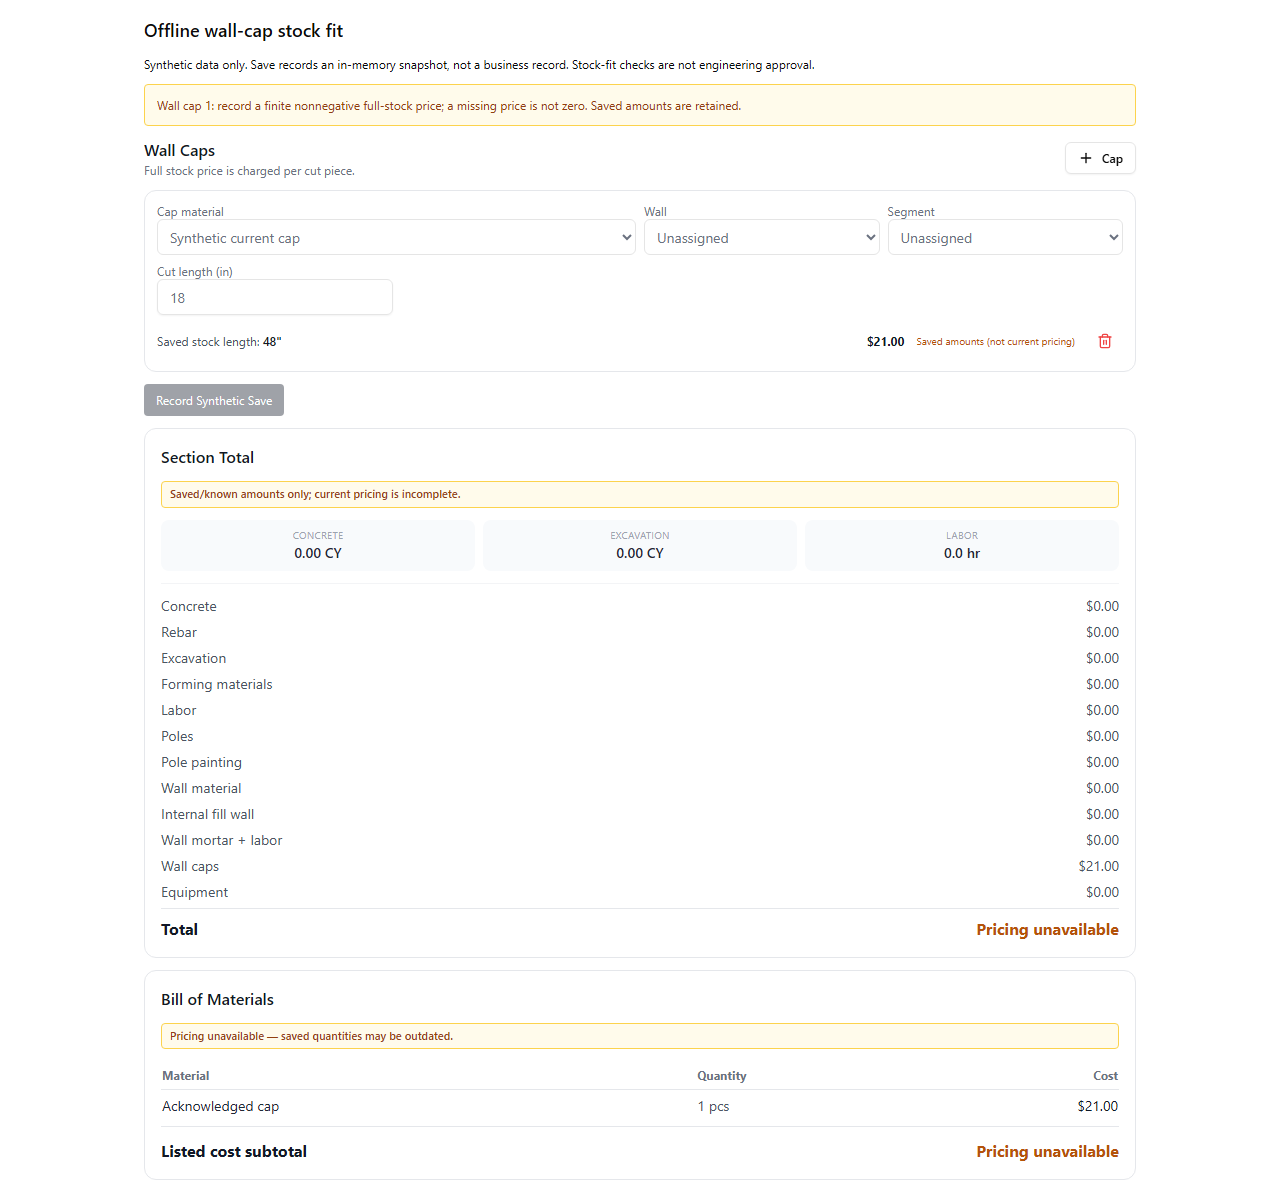 Offline wall-cap stock fit
Synthetic data only. Save records an in-memory snapshot, not a business record. Stock-fit checks are not engineering approval.
Wall cap 1: record a finite nonnegative full-stock price; a missing price is not zero. Saved amounts are retained.
Wall Caps
Full stock price is charged per cut piece.
+ Cap
Cap material
Wall
Segment
Synthetic current cap
Unassigned
Unassigned
Cut length (in)
18
Saved stock length: 48"
$21.00 Saved amounts (not current pricing)
Record Synthetic Save
Section Total
Saved/known amounts only; current pricing is incomplete.
CONCRETE
0.00 CY
EXCAVATION
0.00 CY
LABOR
0.0 hr
Concrete $0.00
Rebar $0.00
Excavation $0.00
Forming materials $0.00
Labor $0.00
Poles $0.00
Pole painting $0.00
Wall material $0.00
Internal fill wall $0.00
Wall mortar + labor $0.00
Wall caps $21.00
Equipment $0.00
Total Pricing unavailable
Bill of Materials
Pricing unavailable — saved quantities may be outdated.
Material Quantity Cost
Acknowledged cap 1 pcs $21.00
Listed cost subtotal Pricing unavailable